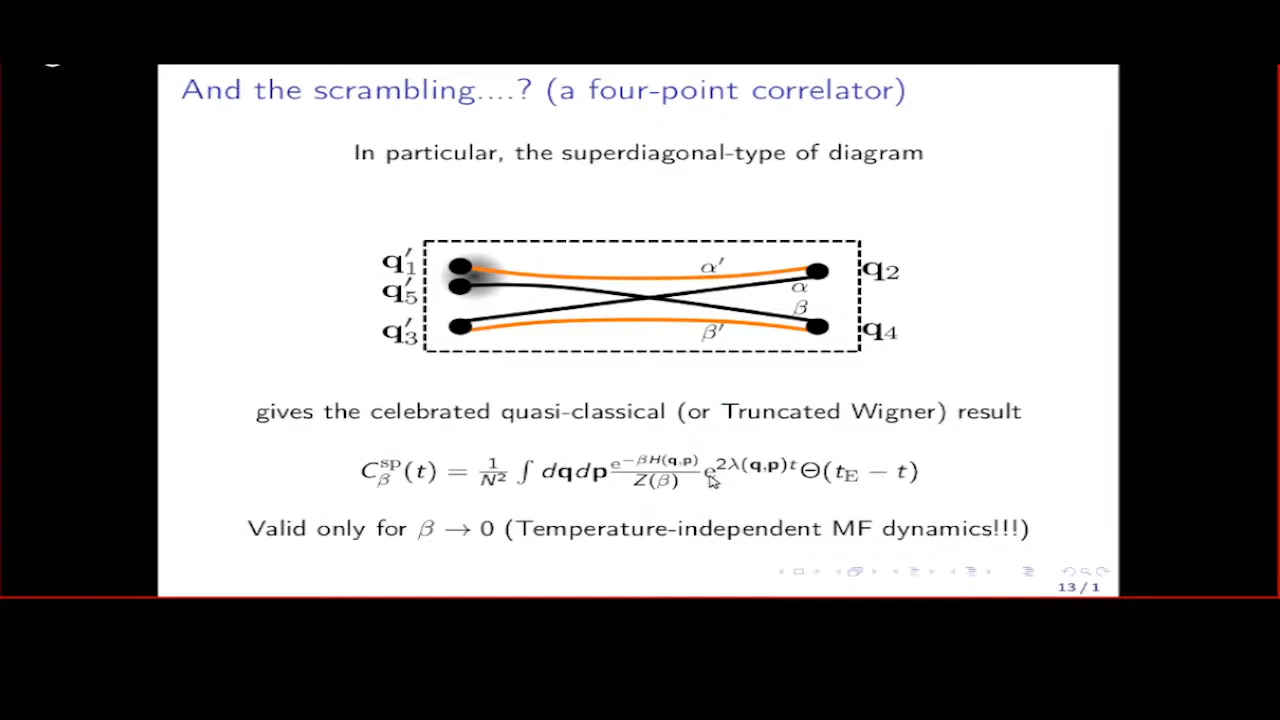 And the scrambling....? (a four-point correlator)
In particular, the superdiagonal-type of diagram
q′₁ α′ q₂
q′₅ α
β
q′₃ β′ q₄
gives the celebrated quasi-classical (or Truncated Wigner) result
C_β^sp(t) = 1/N² ∫ dqdp e^{−βH(q,p)}/Z(β) e^{2λ(q,p)t} Θ(t_E − t)
Valid only for β → 0 (Temperature-independent MF dynamics!!!)
13 / 1